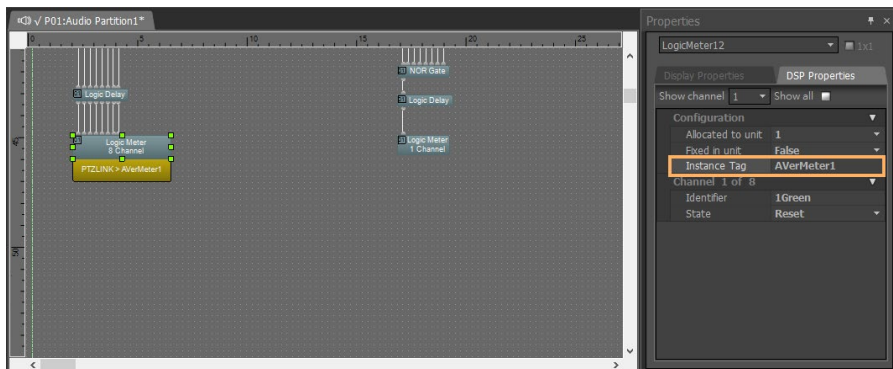 P01:Audio Partition1*
0 5 10 15 20 25
NOR Gate
Logic Delay
Logic Delay
Logic Meter
8 Channel
Logic Meter
1 Channel
PTZLINK > AVerMeter1
Properties
LogicMeter12
1x1
Display Properties DSP Properties
Show channel 1 Show all
Configuration
Allocated to unit 1
Fixed in unit False
Instance Tag AVerMeter1
Channel 1 of 8
Identifier 1Green
State Reset